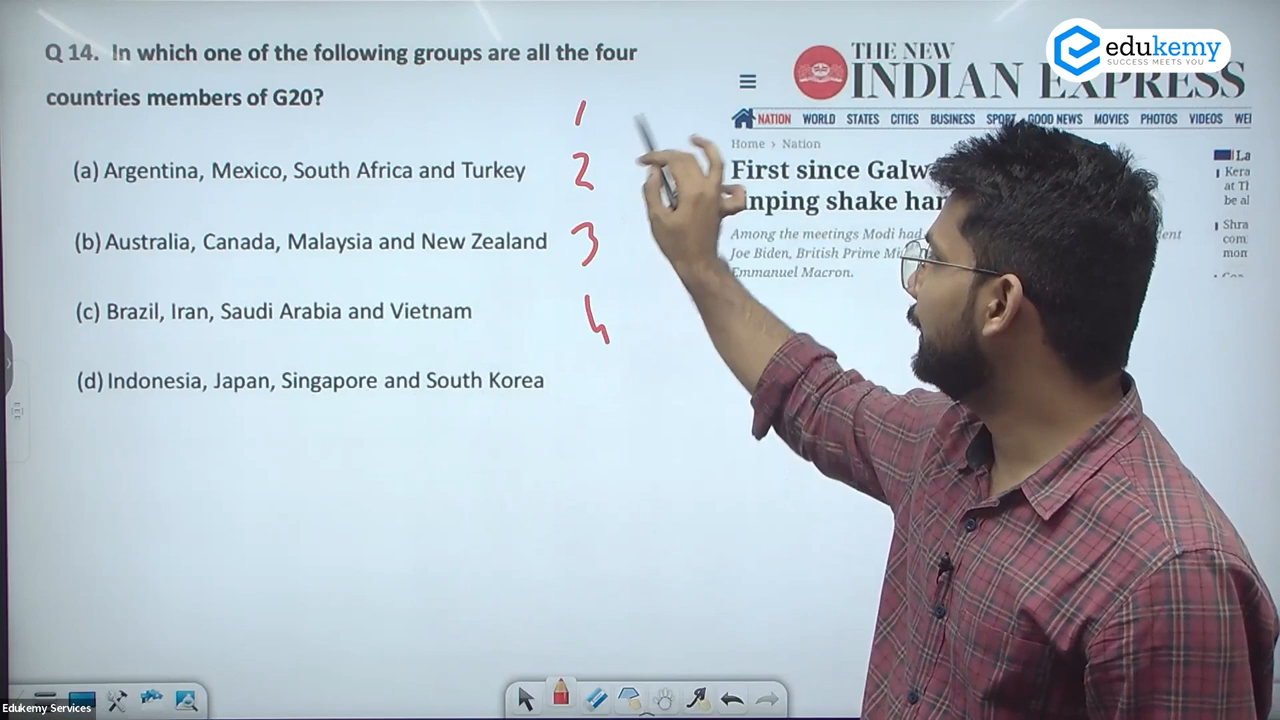 Q 14. In which one of the following groups are all the four
countries members of G20?
(a) Argentina, Mexico, South Africa and Turkey
(b) Australia, Canada, Malaysia and New Zealand
(c) Brazil, Iran, Saudi Arabia and Vietnam
(d) Indonesia, Japan, Singapore and South Korea
1
2
3
4
edukemy
SUCCESS MEETS YOU
THE NEW
INDIAN EXPRESS
NATION WORLD STATES CITIES BUSINESS SPORT GOOD NEWS MOVIES PHOTOS VIDEOS
Home > Nation
First since
shake
Among the meetings Modi had
Joe Biden, British Prime
Emmanuel Macron.
at
be
Edukemy Services